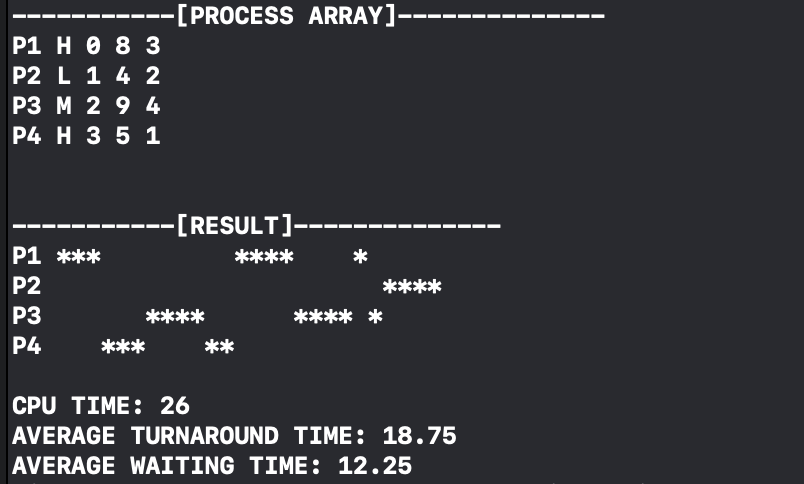 -----------[PROCESS ARRAY]--------------
P1 H 0 8 3
P2 L 1 4 2
P3 M 2 9 4
P4 H 3 5 1
-----------[RESULT]--------------
P1 ***         ****    *
P2                       ****
P3       ****      **** *
P4    ***    **
CPU TIME: 26
AVERAGE TURNAROUND TIME: 18.75
AVERAGE WAITING TIME: 12.25